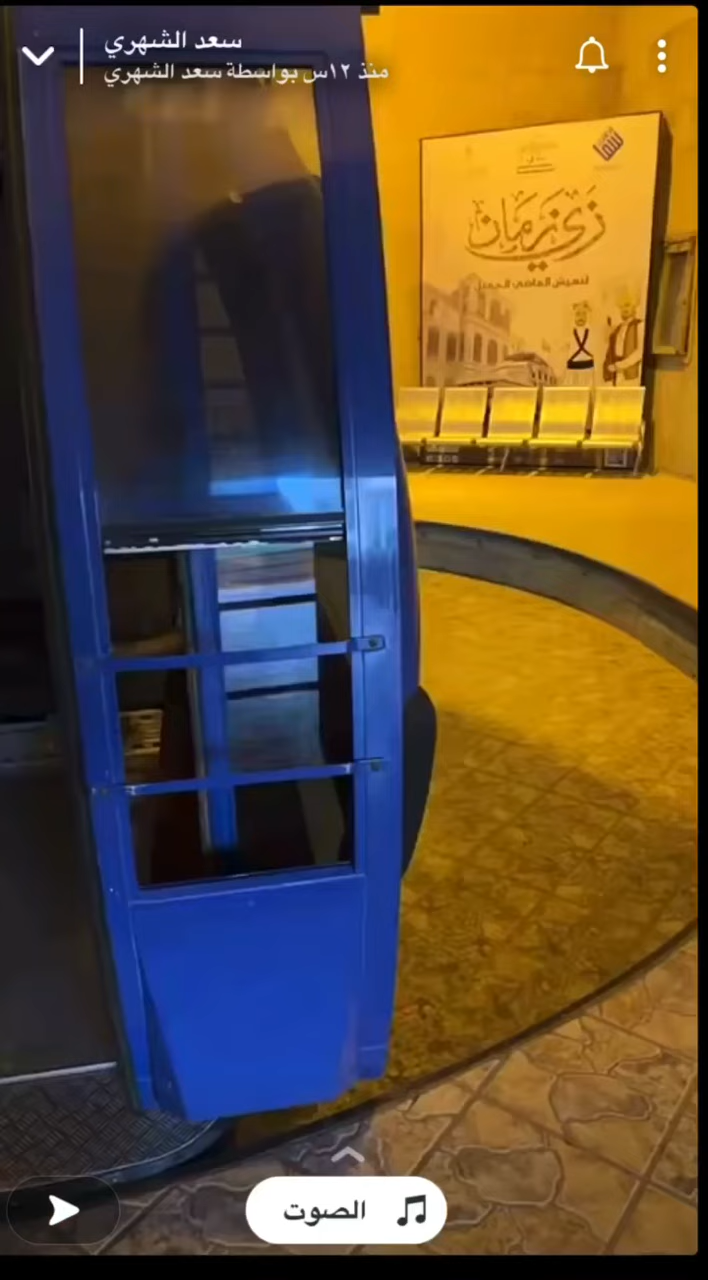 سعد الشهري
منذ ١٢س بواسطة سعد الشهري
زي زمان
لنعيش الماضي الجميل
الصوت